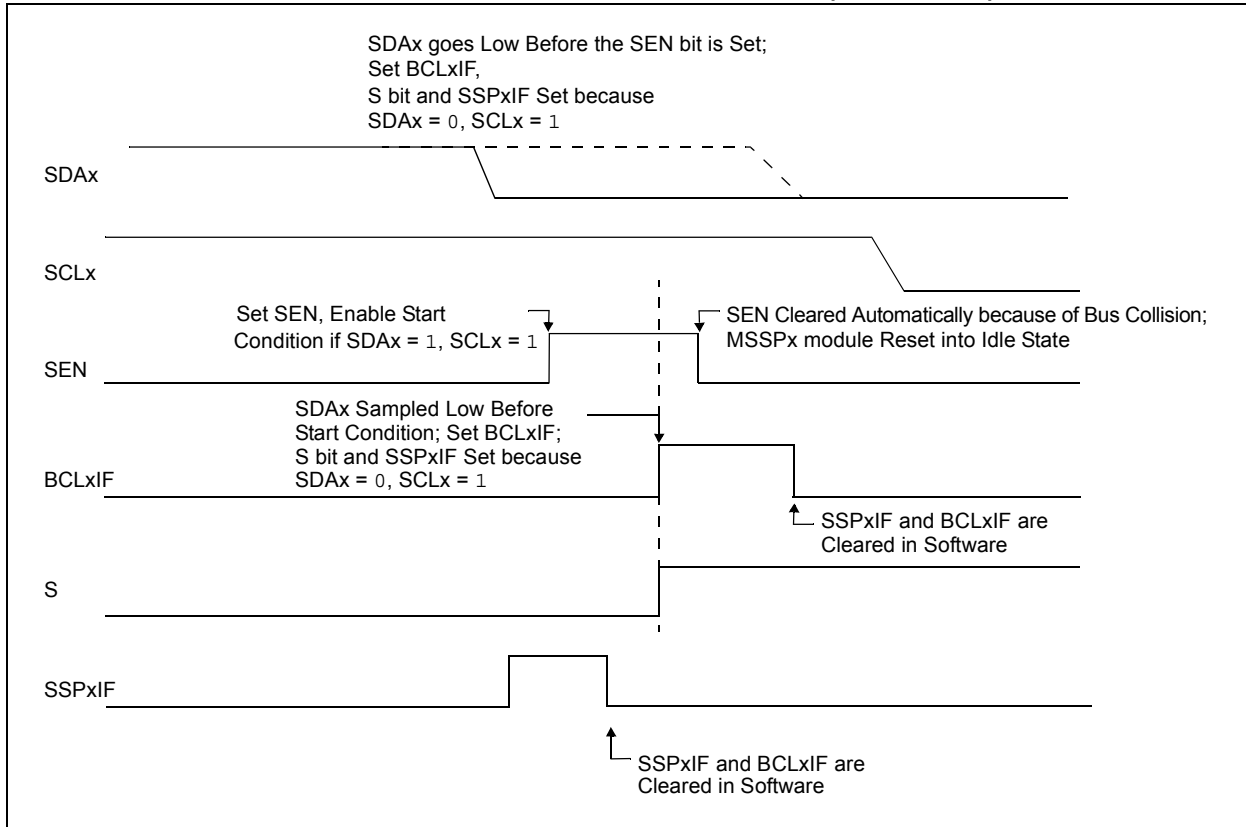 SDAx goes Low Before the SEN bit is Set;
Set BCLxIF,
S bit and SSPxIF Set because
SDAx = 0, SCLx = 1
SDAx
SCLx
Set SEN, Enable Start
Condition if SDAx = 1, SCLx = 1
SEN Cleared Automatically because of Bus Collision;
MSSPx module Reset into Idle State
SEN
SDAx Sampled Low Before
Start Condition; Set BCLxIF;
S bit and SSPxIF Set because
SDAx = 0, SCLx = 1
BCLxIF
SSPxIF and BCLxIF are
Cleared in Software
S
SSPxIF
SSPxIF and BCLxIF are
Cleared in Software